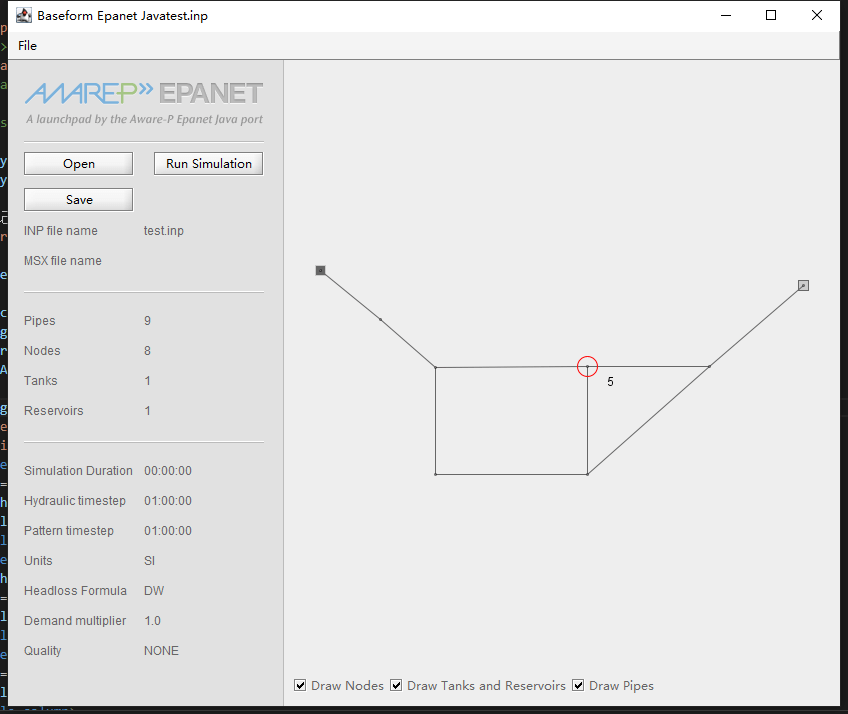 Baseform Epanet Javatest.inp
File
AWARE-P EPANET
A launchpad by the Aware-P Epanet Java port
Open Run Simulation
Save
INP file name test.inp
MSX file name
Pipes 9
Nodes 8
Tanks 1
Reservoirs 1
Simulation Duration 00:00:00
Hydraulic timestep 01:00:00
Pattern timestep 01:00:00
Units SI
Headloss Formula DW
Demand multiplier 1.0
Quality NONE
5
Draw Nodes Draw Tanks and Reservoirs Draw Pipes